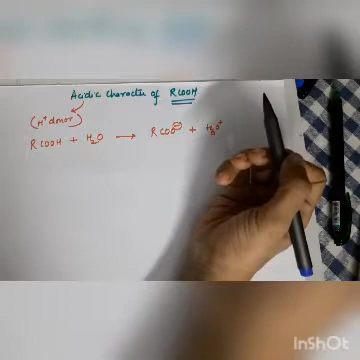 Acidic character of RCOOH
(H⁺ donor)
RCOOH + H₂O ⟶ RCOO⊖ + H₃O⁺
InShOt